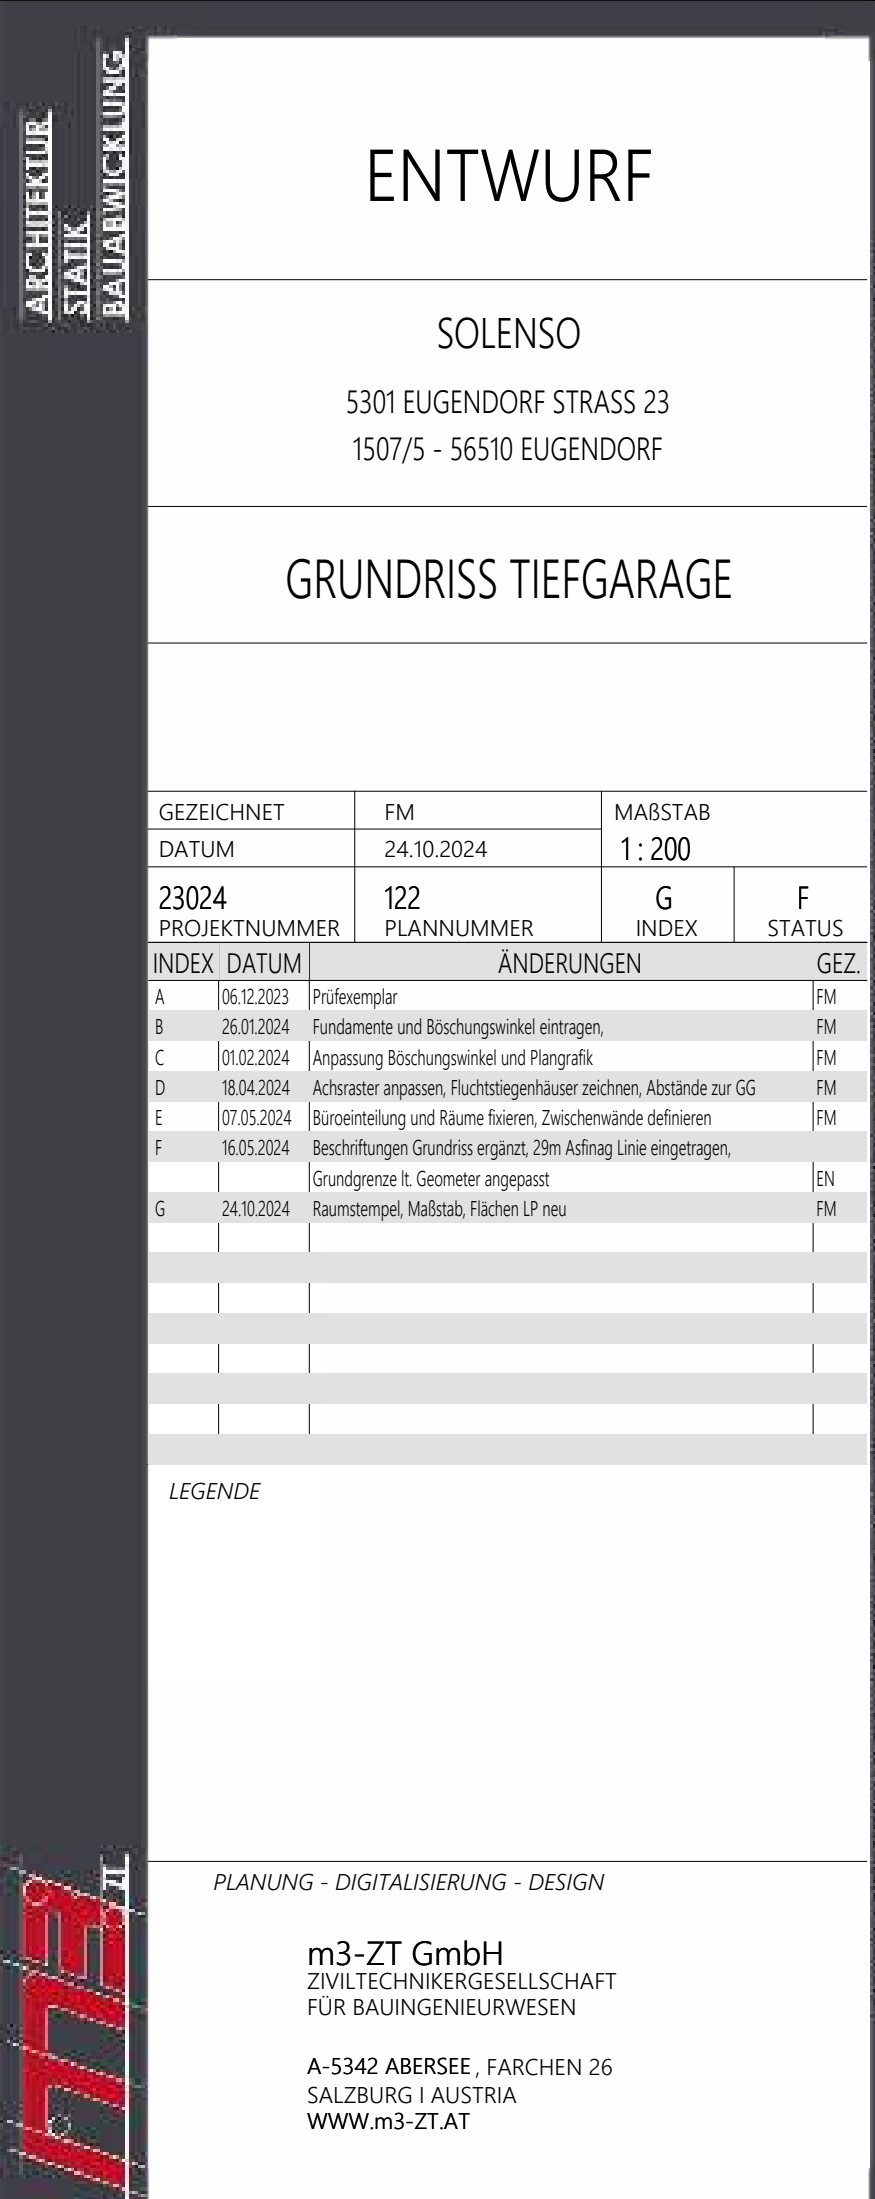 ARCHITEKTUR
STATIK
BAUABWICKLUNG
ENTWURF
SOLENSO
5301 EUGENDORF STRASS 23
1507/5 - 56510 EUGENDORF
GRUNDRISS TIEFGARAGE
GEZEICHNET FM MAßSTAB
DATUM 24.10.2024 1 : 200
23024 122 G F
PROJEKTNUMMER PLANNUMMER INDEX STATUS
INDEX DATUM ÄNDERUNGEN GEZ.
A 06.12.2023 Prüfexemplar FM
B 26.01.2024 Fundamente und Böschungswinkel eintragen, FM
C 01.02.2024 Anpassung Böschungswinkel und Plangrafik FM
D 18.04.2024 Achsraster anpassen, Fluchtstiegenhäuser zeichnen, Abstände zur GG FM
E 07.05.2024 Büroeinteilung und Räume fixieren, Zwischenwände definieren FM
F 16.05.2024 Beschriftungen Grundriss ergänzt, 29m Asfinag Linie eingetragen,
Grundgrenze lt. Geometer angepasst EN
G 24.10.2024 Raumstempel, Maßstab, Flächen LP neu FM
LEGENDE
PLANUNG - DIGITALISIERUNG - DESIGN
m3-ZT GmbH
ZIVILTECHNIKERGESELLSCHAFT
FÜR BAUINGENIEURWESEN
A-5342 ABERSEE , FARCHEN 26
SALZBURG I AUSTRIA
WWW.m3-ZT.AT
m3
ZT